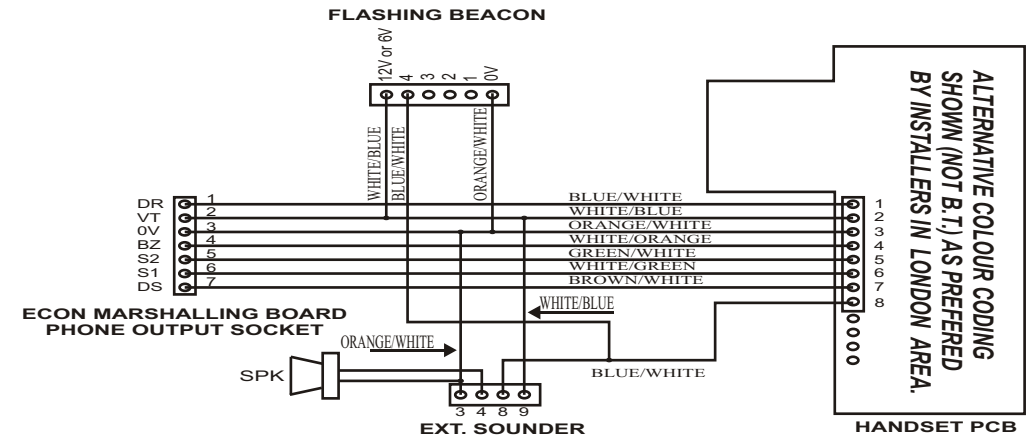 FLASHING BEACON
12V or 6V
4
3
2
1
0V
WHITE/BLUE
BLUE/WHITE
ORANGE/WHITE
ALTERNATIVE COLOUR CODING
SHOWN (NOT B.T.) AS PREFERED
BY INSTALLERS IN LONDON AREA.
DR 1 BLUE/WHITE 1
VT 2 WHITE/BLUE 2
0V 3 ORANGE/WHITE 3
BZ 4 WHITE/ORANGE 4
S2 5 GREEN/WHITE 5
S1 6 WHITE/GREEN 6
DS 7 BROWN/WHITE 7
8
ECON MARSHALLING BOARD
PHONE OUTPUT SOCKET
WHITE/BLUE
ORANGE/WHITE
SPK
BLUE/WHITE
3 4 8 9
EXT. SOUNDER
HANDSET PCB